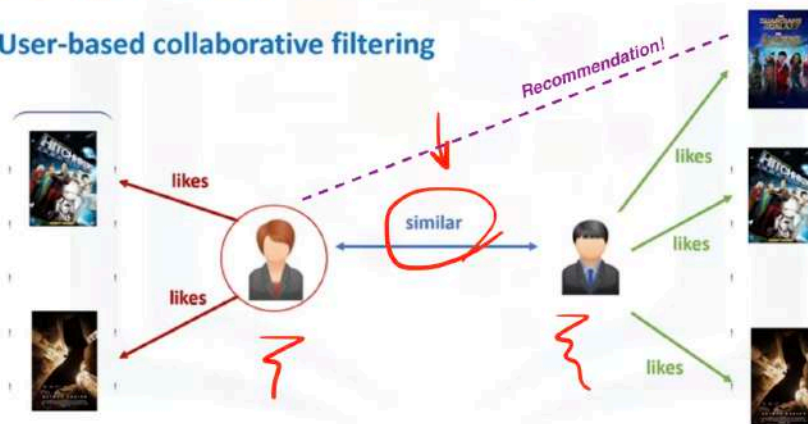 User-based collaborative filtering
Recommendation!
likes
likes
similar
likes
likes
likes